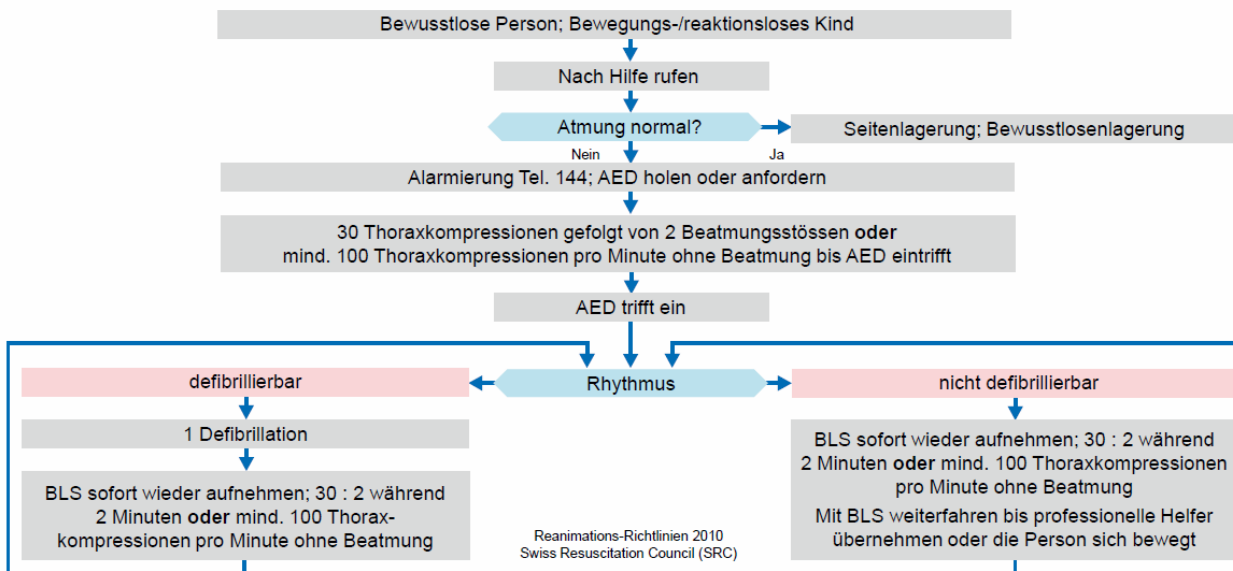 Bewusstlose Person; Bewegungs-/reaktionsloses Kind
Nach Hilfe rufen
Atmung normal?
Seitenlagerung; Bewusstlosenlagerung
Nein
Ja
Alarmierung Tel. 144; AED holen oder anfordern
30 Thoraxkompressionen gefolgt von 2 Beatmungsstössen oder
mind. 100 Thoraxkompressionen pro Minute ohne Beatmung bis AED eintrifft
AED trifft ein
Rhythmus
defibrillierbar
1 Defibrillation
BLS sofort wieder aufnehmen; 30 : 2 während
2 Minuten oder mind. 100 Thorax-
kompressionen pro Minute ohne Beatmung
nicht defibrillierbar
BLS sofort wieder aufnehmen; 30 : 2 während
2 Minuten oder mind. 100 Thoraxkompressionen
pro Minute ohne Beatmung
Mit BLS weiterfahren bis professionelle Helfer
übernehmen oder die Person sich bewegt
Reanimations-Richtlinien 2010
Swiss Resuscitation Council (SRC)